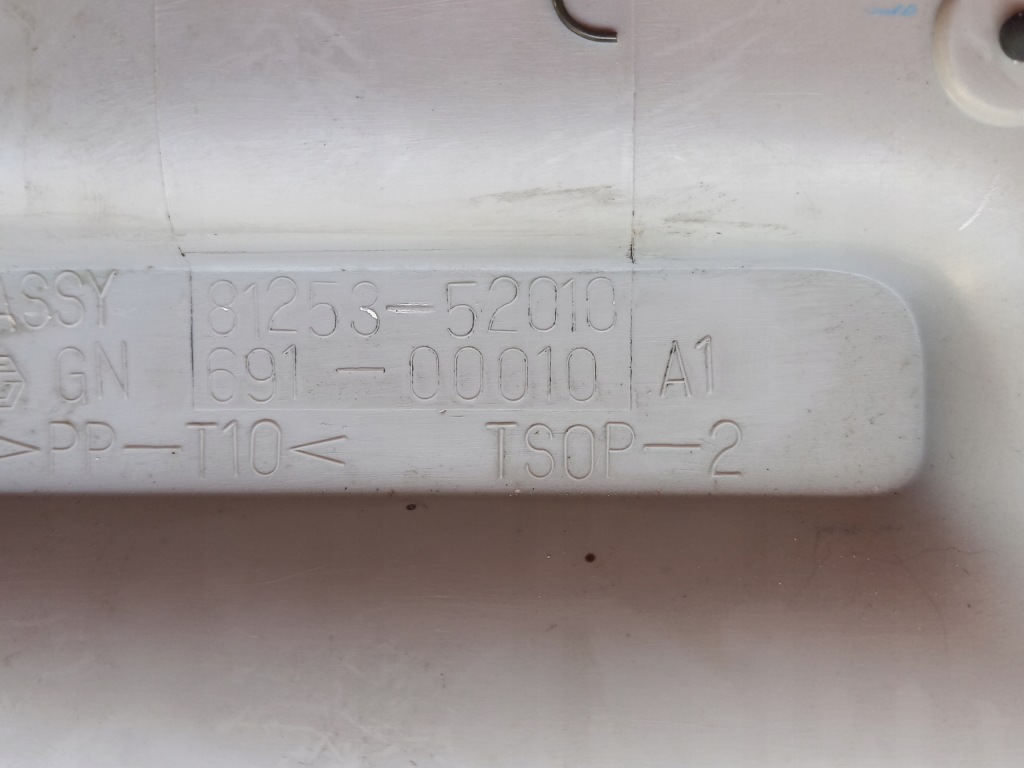 ASSY 81253-52010
GN 691-00010 A1
>PP-T10< TSOP-2